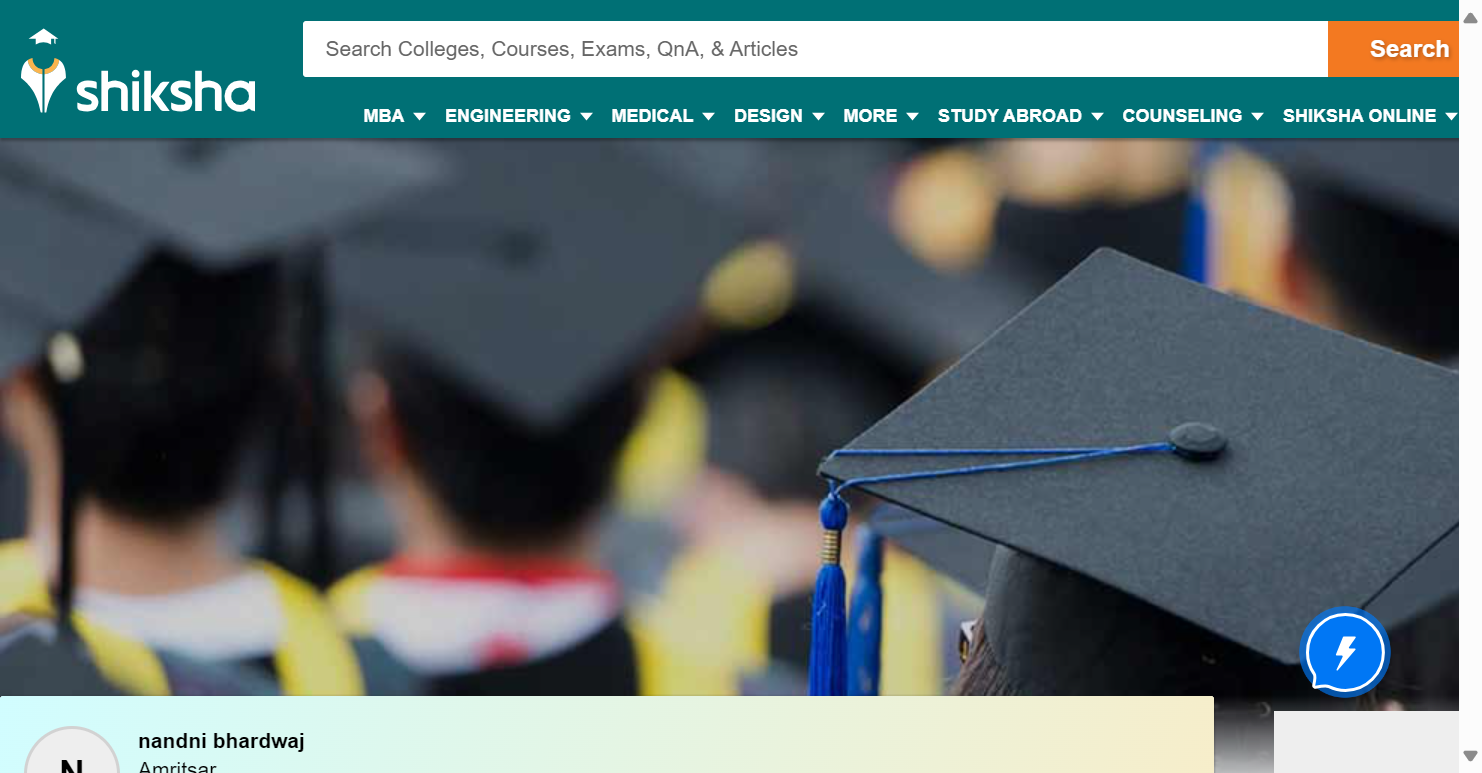 shiksha
Search Colleges, Courses, Exams, QnA, & Articles
Search
MBA
ENGINEERING
MEDICAL
DESIGN
MORE
STUDY ABROAD
COUNSELING
SHIKSHA ONLINE
N
nandni bhardwaj
Amritsar